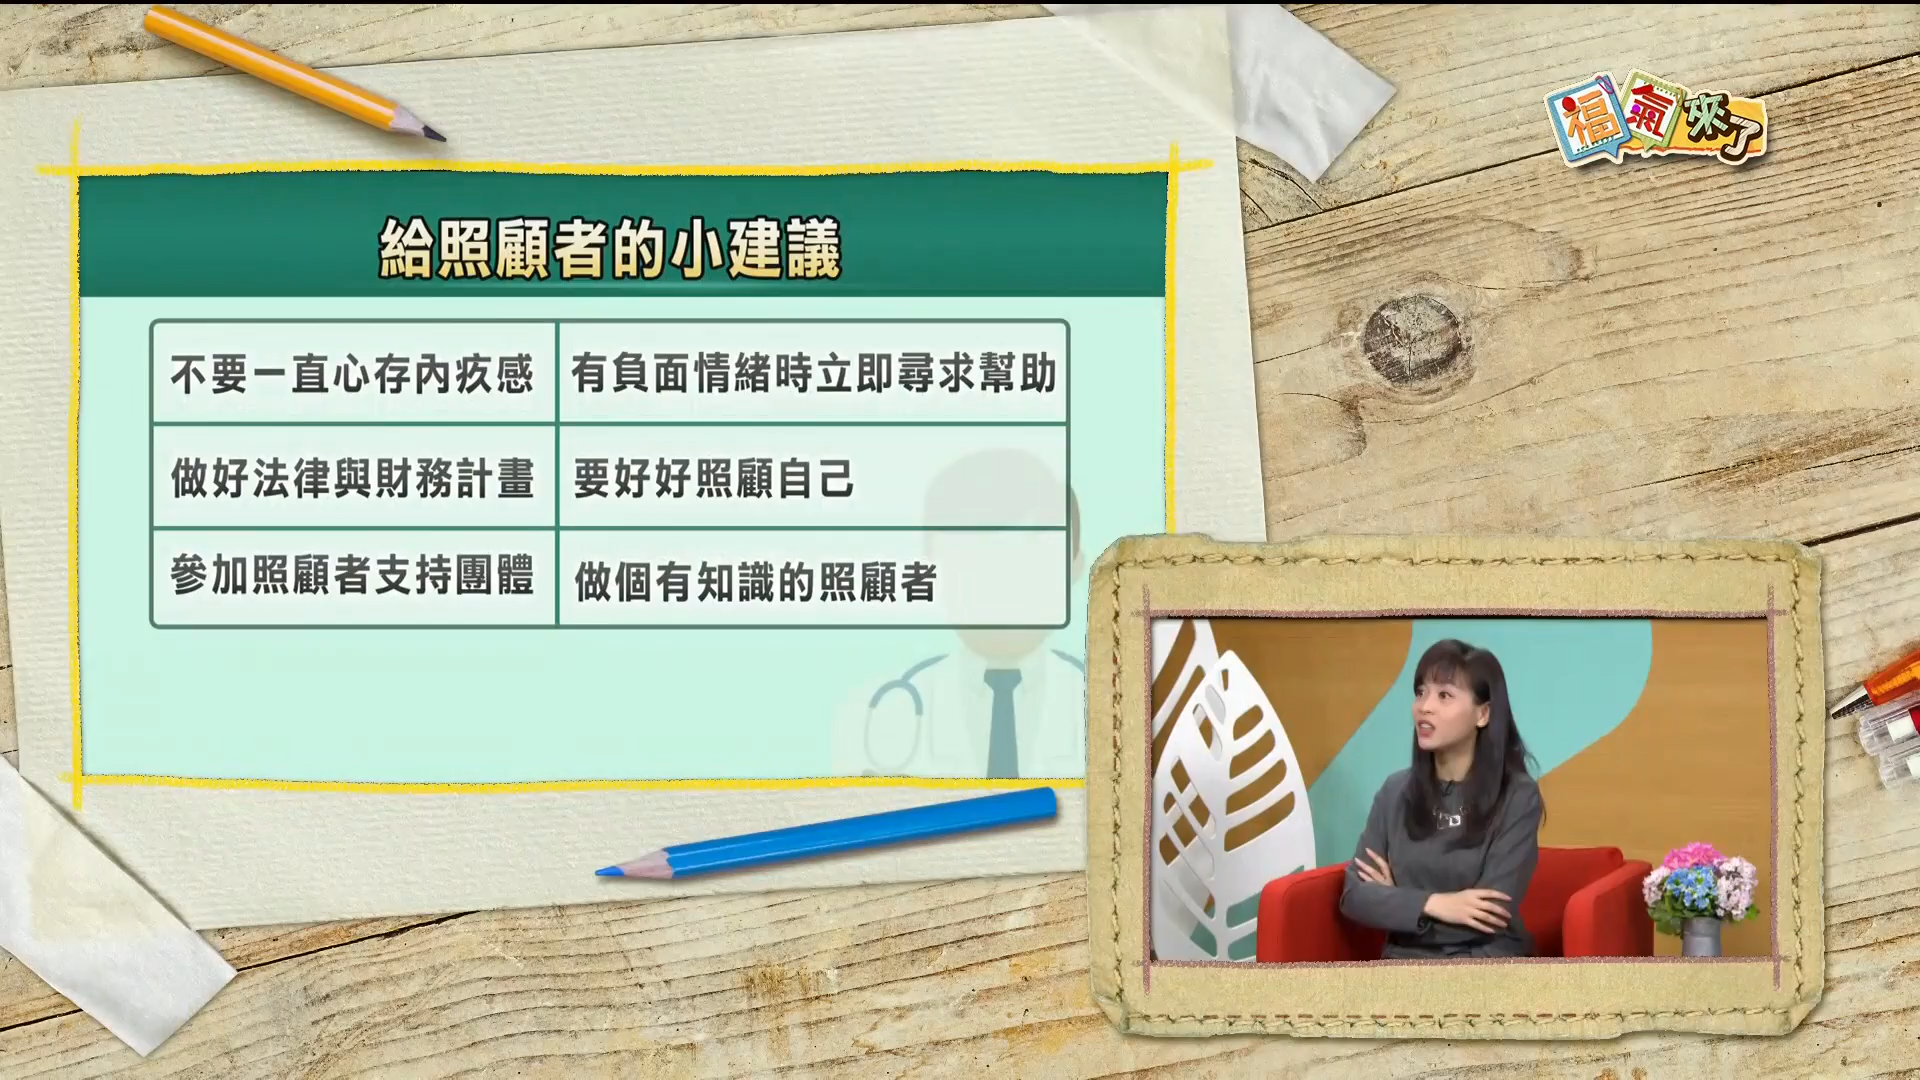 福氣來了
給照顧者的小建議
不要一直心存內疚感
有負面情緒時立即尋求幫助
做好法律與財務計畫
要好好照顧自己
參加照顧者支持團體
做個有知識的照顧者